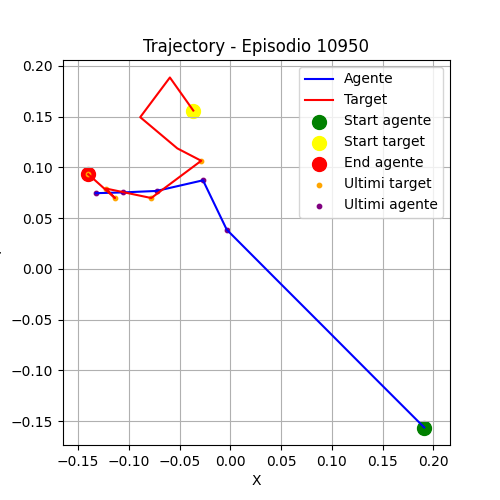 Trajectory - Episodio 10950
Agente
Target
Start agente
Start target
End agente
Ultimi target
Ultimi agente
0.20
0.15
0.10
0.05
0.00
−0.05
−0.10
−0.15
−0.15 −0.10 −0.05 0.00 0.05 0.10 0.15 0.20
X